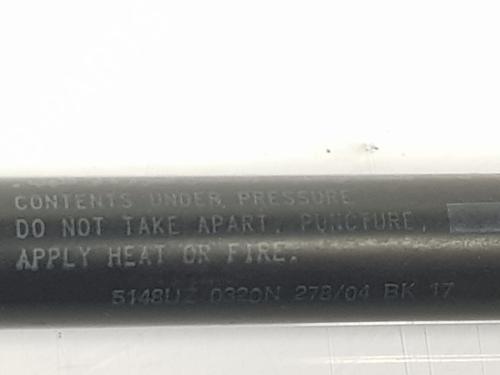 CONTENTS UNDER PRESSURE
DO NOT TAKE APART, PUNCTURE,
APPLY HEAT OR FIRE.
5148UZ 0320N 278/04 BK 17